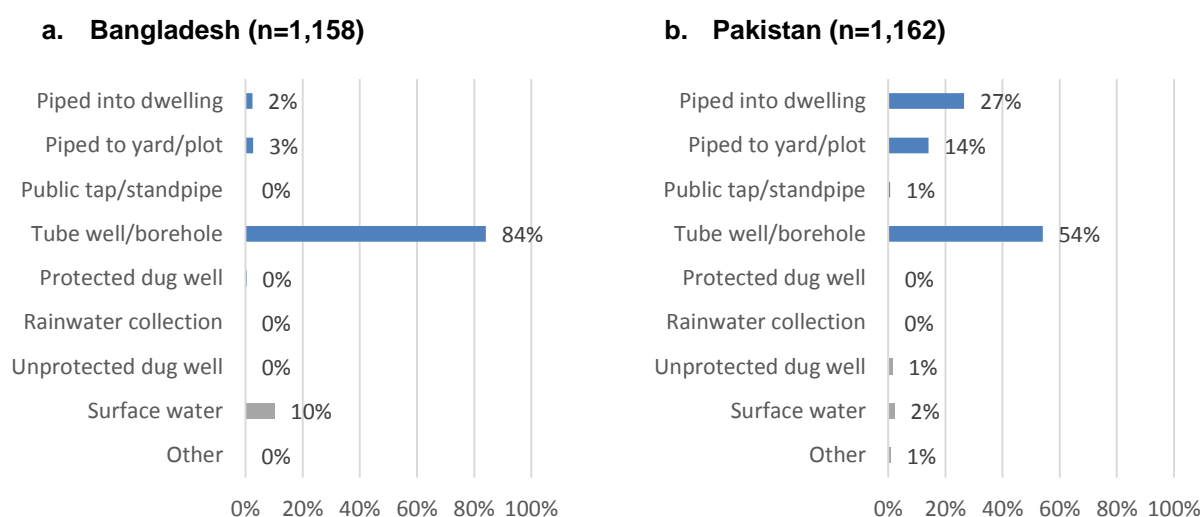 a. Bangladesh (n=1,158)
Piped into dwelling 2%
Piped to yard/plot 3%
Public tap/standpipe 0%
Tube well/borehole 84%
Protected dug well 0%
Rainwater collection 0%
Unprotected dug well 0%
Surface water 10%
Other 0%
0% 20% 40% 60% 80% 100%
b. Pakistan (n=1,162)
Piped into dwelling 27%
Piped to yard/plot 14%
Public tap/standpipe 1%
Tube well/borehole 54%
Protected dug well 0%
Rainwater collection 0%
Unprotected dug well 1%
Surface water 2%
Other 1%
0% 20% 40% 60% 80% 100%